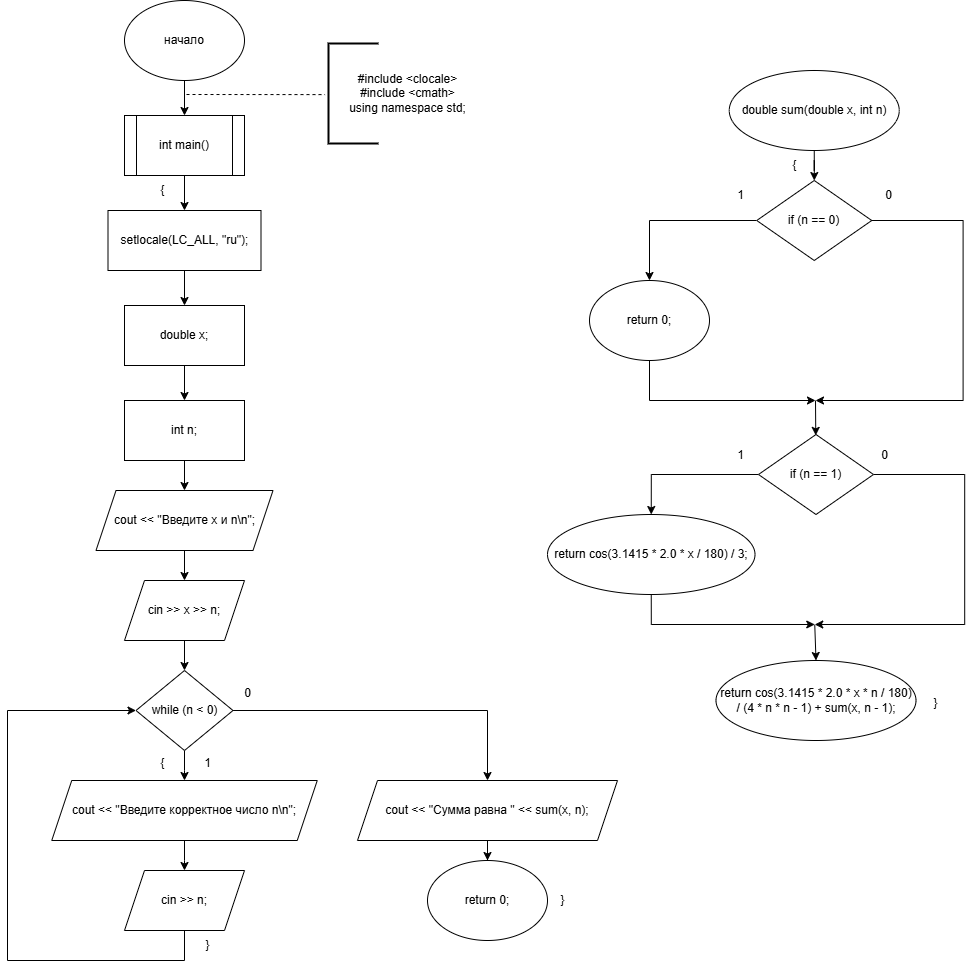 начало
#include <clocale>
#include <cmath>
using namespace std;
int main()
{
setlocale(LC_ALL, "ru");
double x;
int n;
cout << "Введите x и n\n";
cin >> x >> n;
while (n < 0)
0
{
1
cout << "Введите корректное число n\n";
cin >> n;
}
cout << "Сумма равна " << sum(x, n);
return 0;
}
double sum(double x, int n)
{
1
if (n == 0)
0
return 0;
1
if (n == 1)
0
return cos(3.1415 * 2.0 * x / 180) / 3;
return cos(3.1415 * 2.0 * x * n / 180)
/ (4 * n * n - 1) + sum(x, n - 1);
}